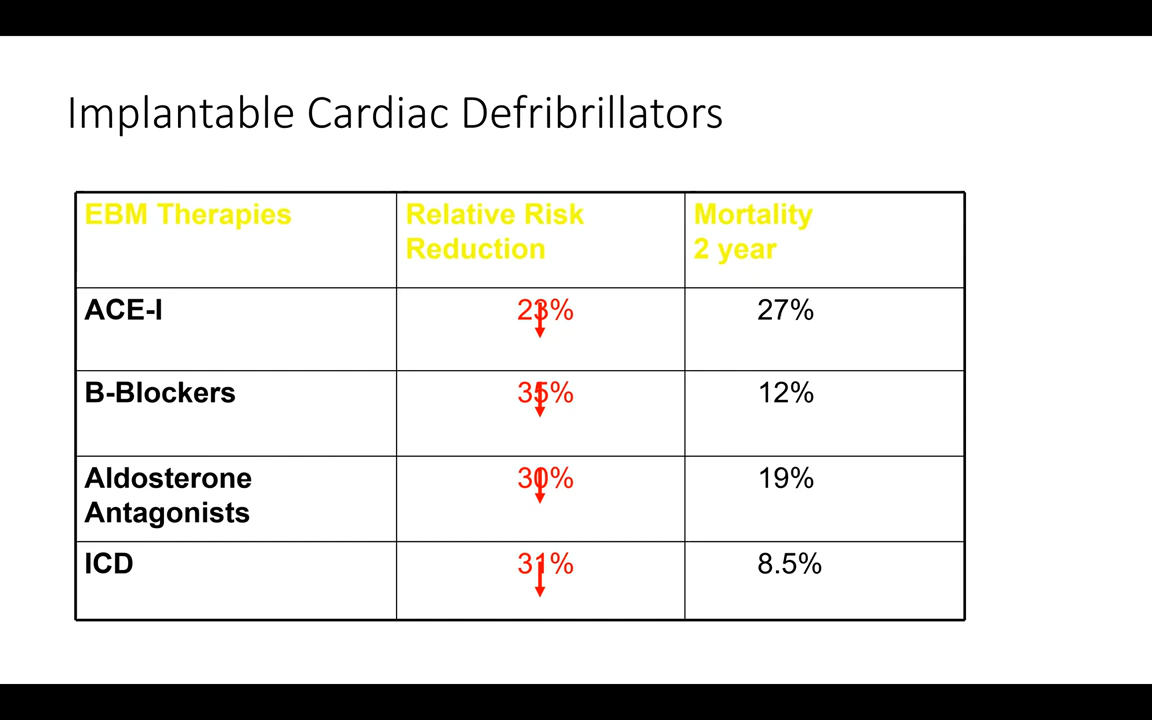 Implantable Cardiac Defribrillators
EBM Therapies
Relative Risk
Reduction
Mortality
2 year
ACE-I
23%
27%
B-Blockers
35%
12%
Aldosterone
Antagonists
30%
19%
ICD
31%
8.5%